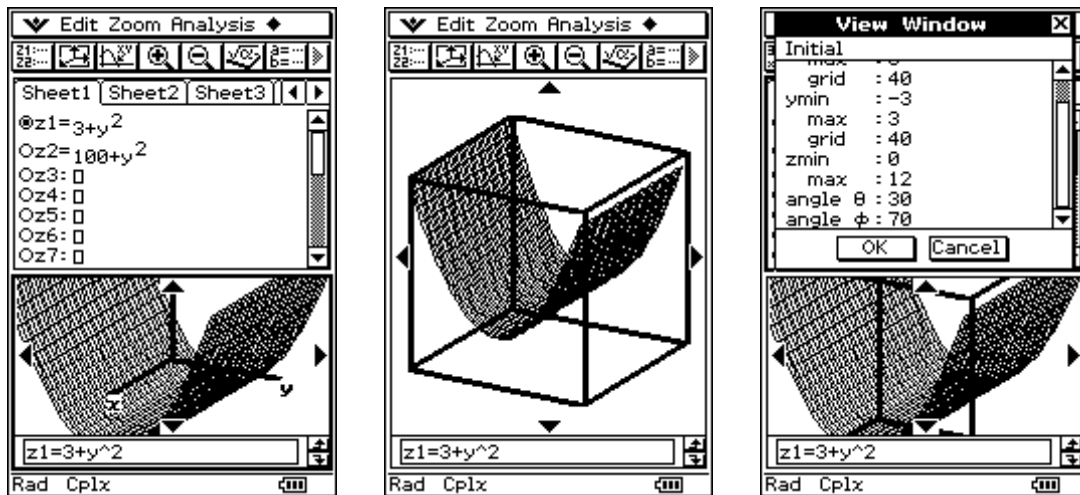 Edit Zoom Analysis ◆
Sheet1 Sheet2 Sheet3
z1=3+y²
z2=100+y²
z3:▯
z4:▯
z5:▯
z6:▯
z7:▯
x
y
z1=3+y^2
Rad Cplx
Edit Zoom Analysis ◆
z1=3+y^2
Rad Cplx
View Window
Initial
grid :40
ymin :-3
max :3
grid :40
zmin :0
max :12
angle θ :30
angle ϕ :70
OK Cancel
z1=3+y^2
Rad Cplx